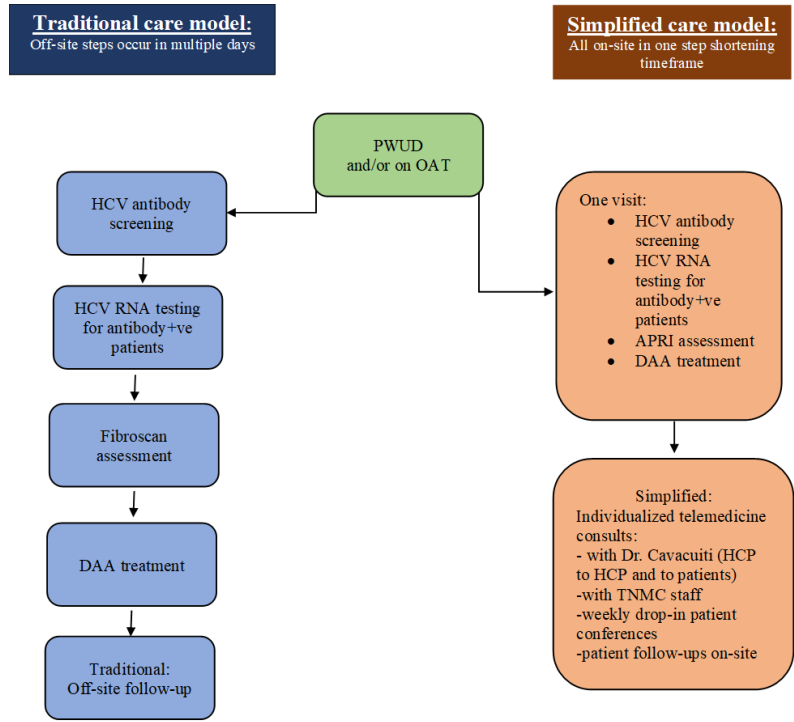 Traditional care model:
Off-site steps occur in multiple days
Simplified care model:
All on-site in one step shortening
timeframe
PWUD
and/or on OAT
HCV antibody
screening
HCV RNA testing
for antibody+ve
patients
Fibroscan
assessment
DAA treatment
Traditional:
Off-site follow-up
One visit:
• HCV antibody
screening
• HCV RNA
testing for
antibody+ve
patients
• APRI assessment
• DAA treatment
Simplified:
Individualized telemedicine
consults:
- with Dr. Cavacuiti (HCP
to HCP and to patients)
-with TNMC staff
-weekly drop-in patient
conferences
-patient follow-ups on-site